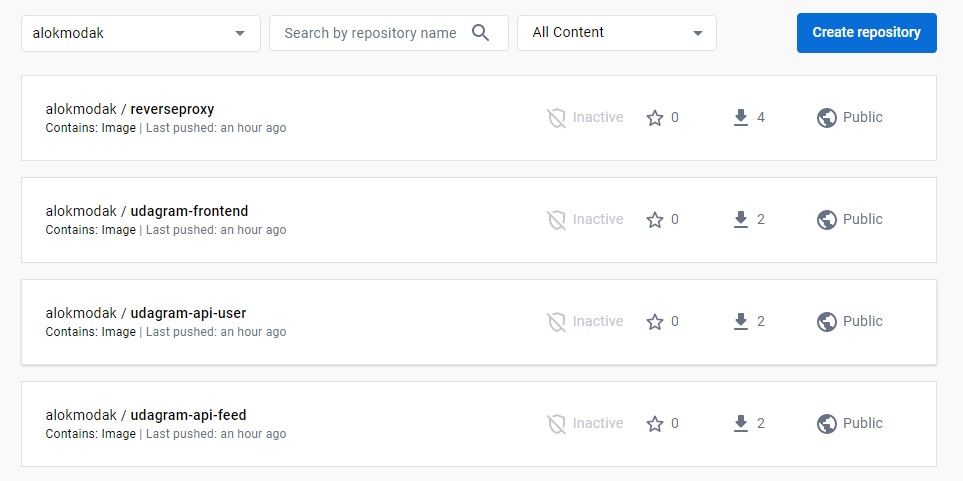 alokmodak Search by repository name All Content Create repository
alokmodak / reverseproxy
Contains: Image | Last pushed: an hour ago
Inactive 0 4 Public
alokmodak / udagram-frontend
Contains: Image | Last pushed: an hour ago
Inactive 0 2 Public
alokmodak / udagram-api-user
Contains: Image | Last pushed: an hour ago
Inactive 0 2 Public
alokmodak / udagram-api-feed
Contains: Image | Last pushed: an hour ago
Inactive 0 2 Public